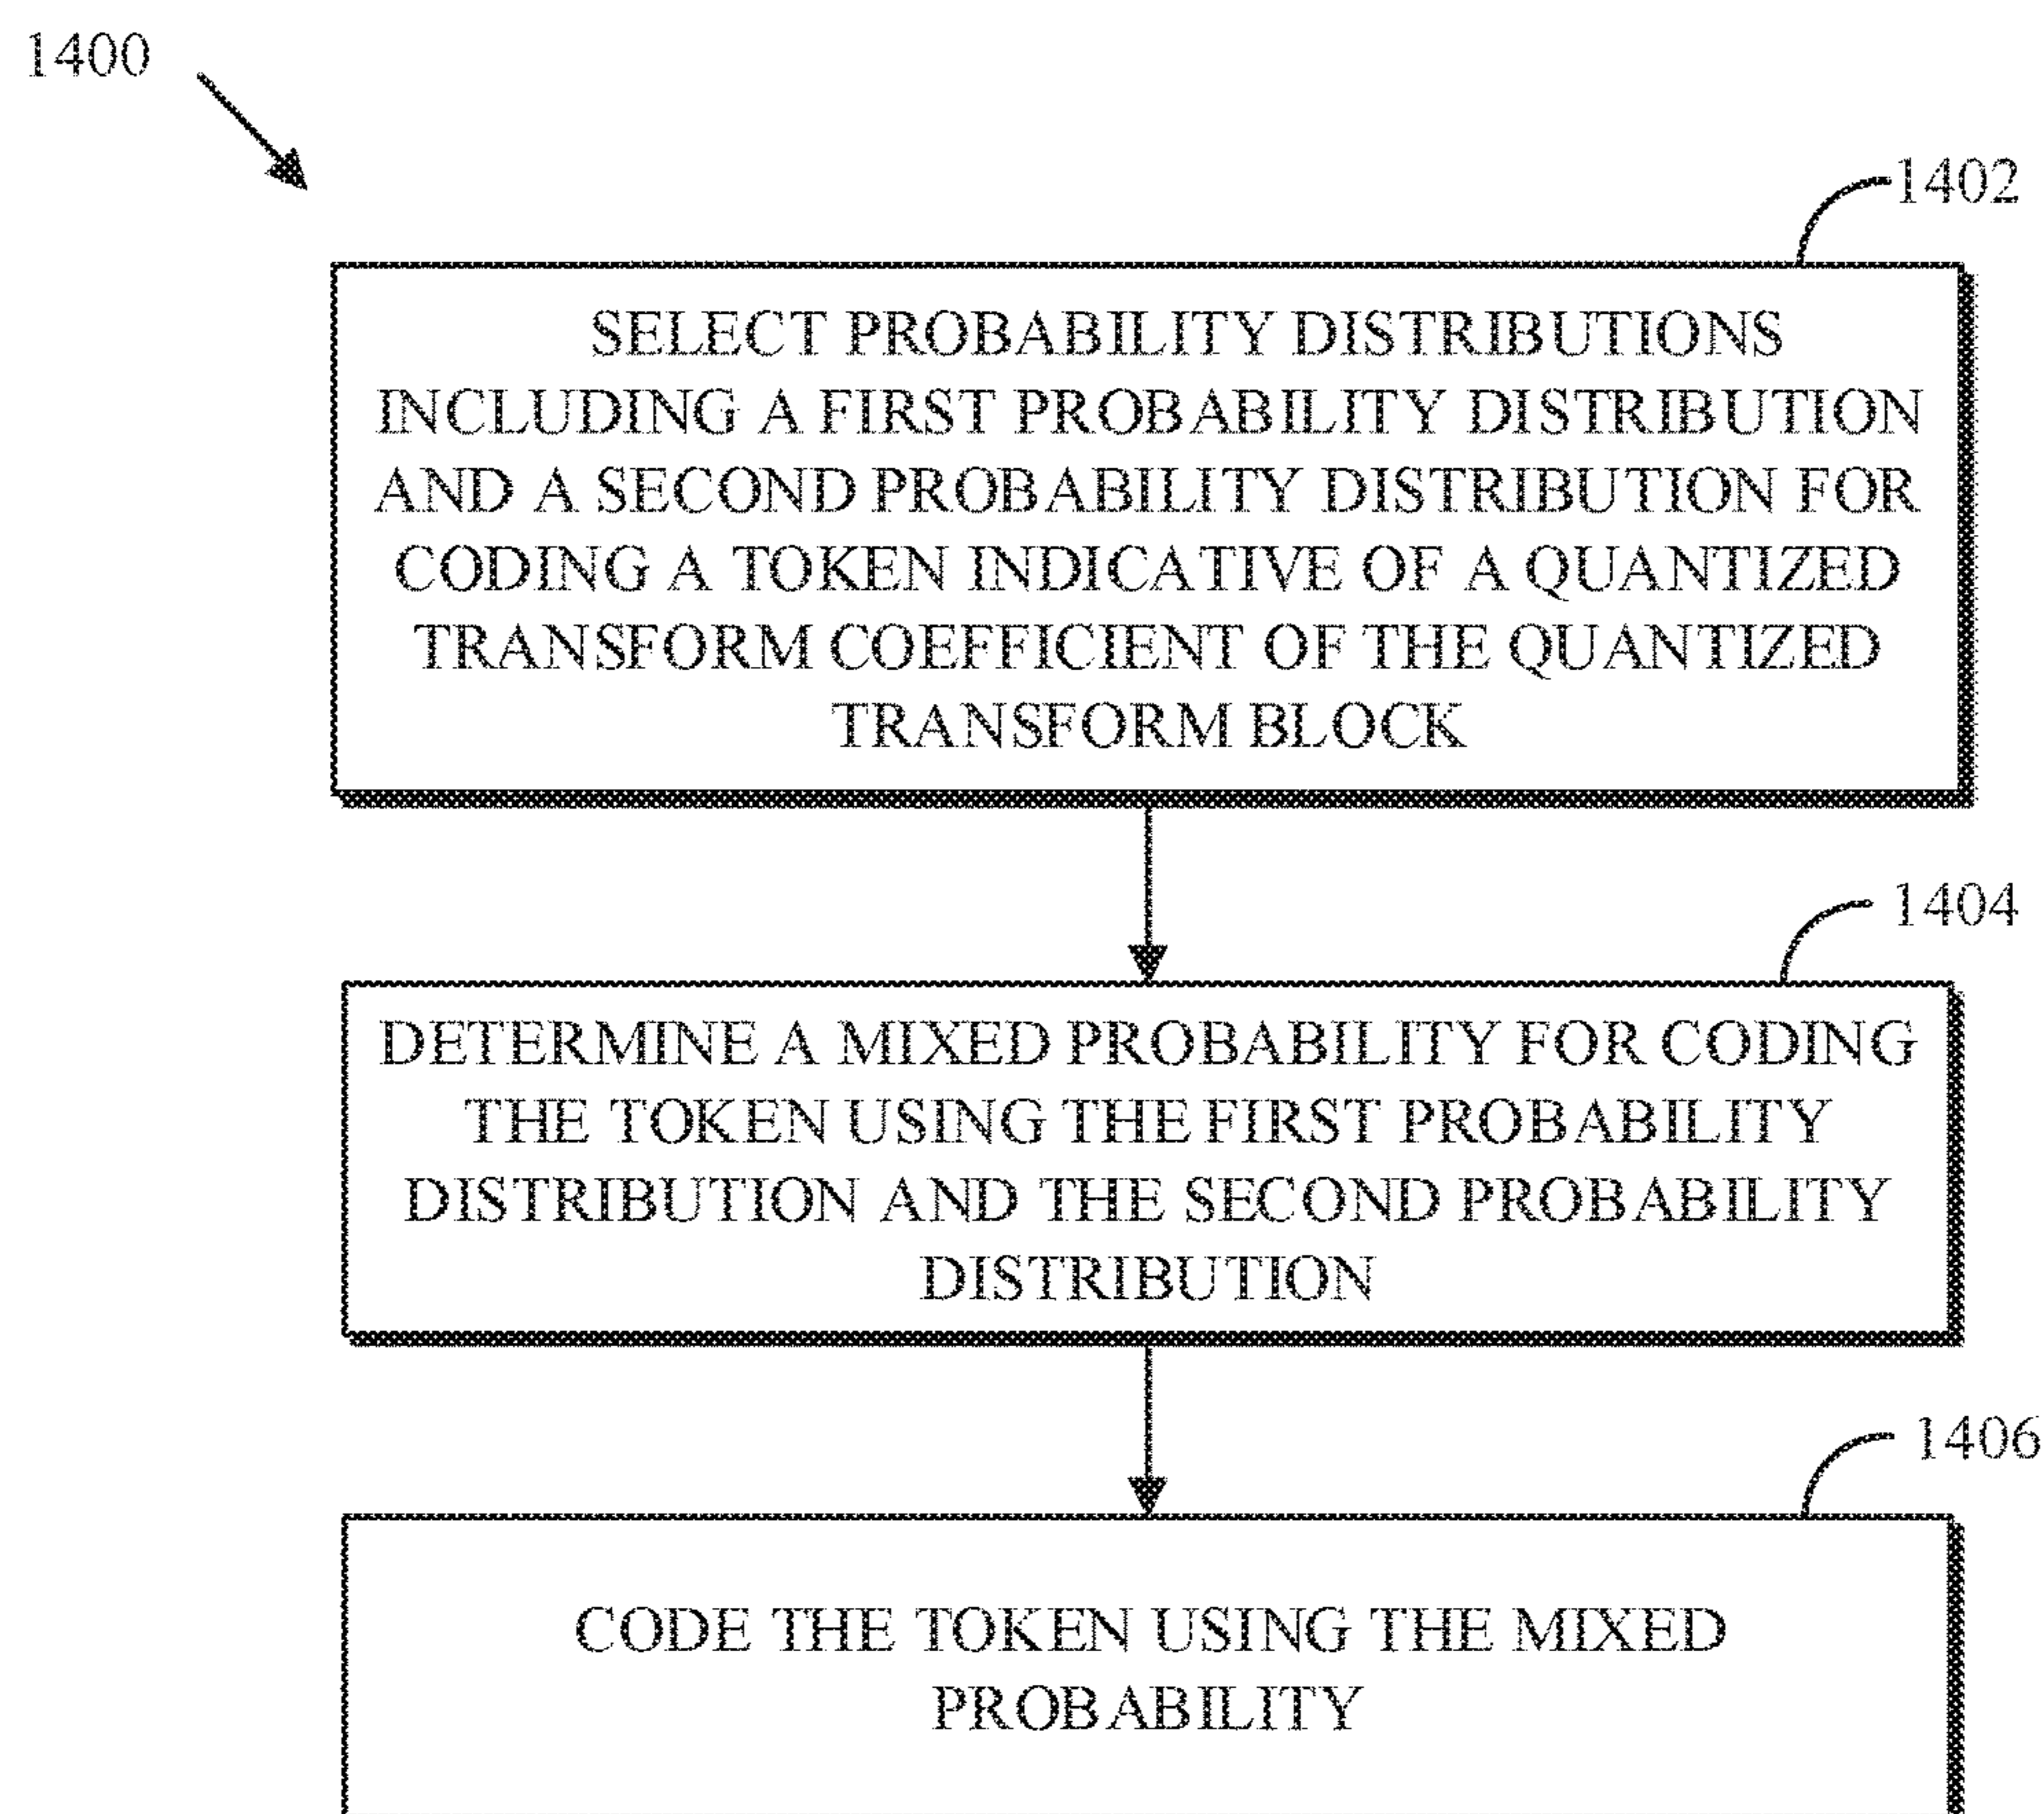 1400
1402
SELECT PROBABILITY DISTRIBUTIONS
INCLUDING A FIRST PROBABILITY DISTRIBUTION
AND A SECOND PROBABILITY DISTRIBUTION FOR
CODING A TOKEN INDICATIVE OF A QUANTIZED
TRANSFORM COEFFICIENT OF THE QUANTIZED
TRANSFORM BLOCK
1404
DETERMINE A MIXED PROBABILITY FOR CODING
THE TOKEN USING THE FIRST PROBABILITY
DISTRIBUTION AND THE SECOND PROBABILITY
DISTRIBUTION
1406
CODE THE TOKEN USING THE MIXED
PROBABILITY